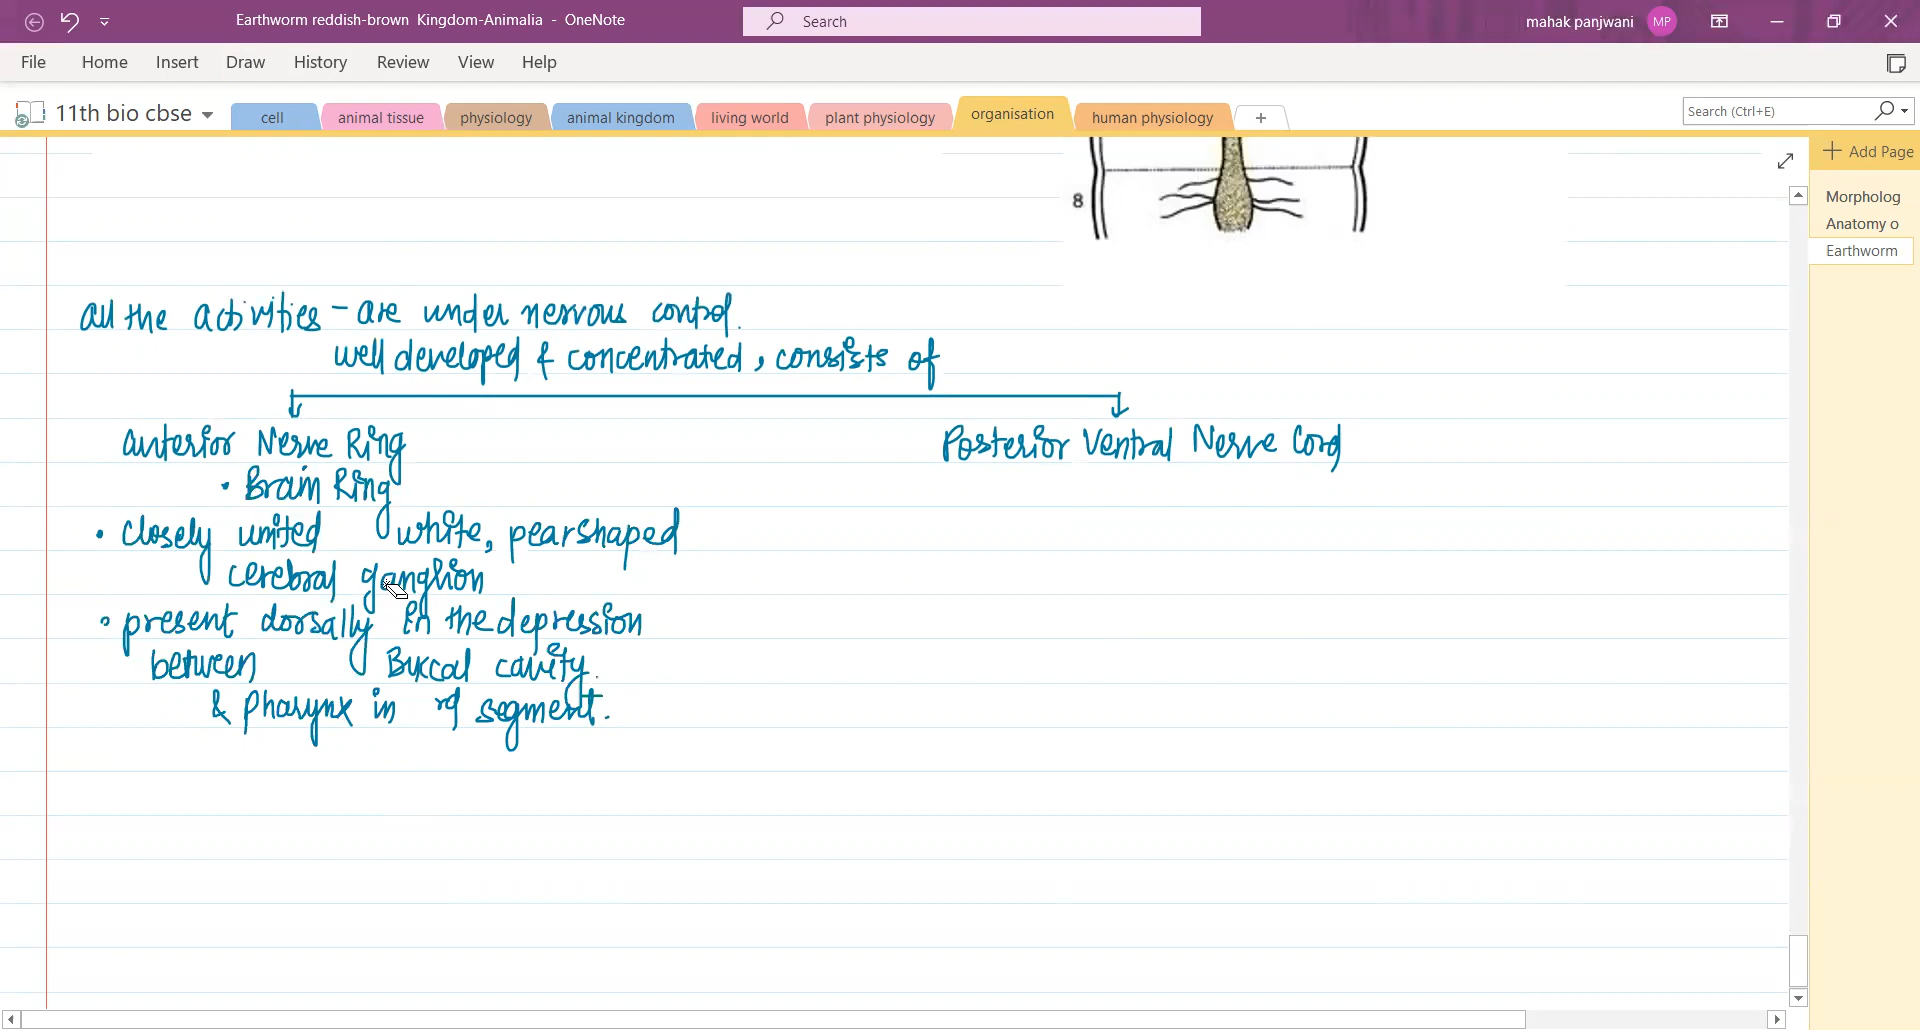 Earthworm reddish-brown Kingdom-Animalia - OneNote
Search
mahak panjwani
MP
File Home Insert Draw History Review View Help
11th bio cbse
cell
animal tissue
physiology
animal kingdom
living world
plant physiology
organisation
human physiology
+
Search (Ctrl+E)
Add Page
Morpholog
Anatomy o
Earthworm
8
All the activities - are under nervous control.
well developed & concentrated, consists of
Anterior Nerve Ring
Posterior Ventral Nerve Cord
• Brain Ring
• closely united white, pearshaped
cerebral ganglion
• present dorsally in the depression
between Buccal cavity.
& Pharynx in rd segment.